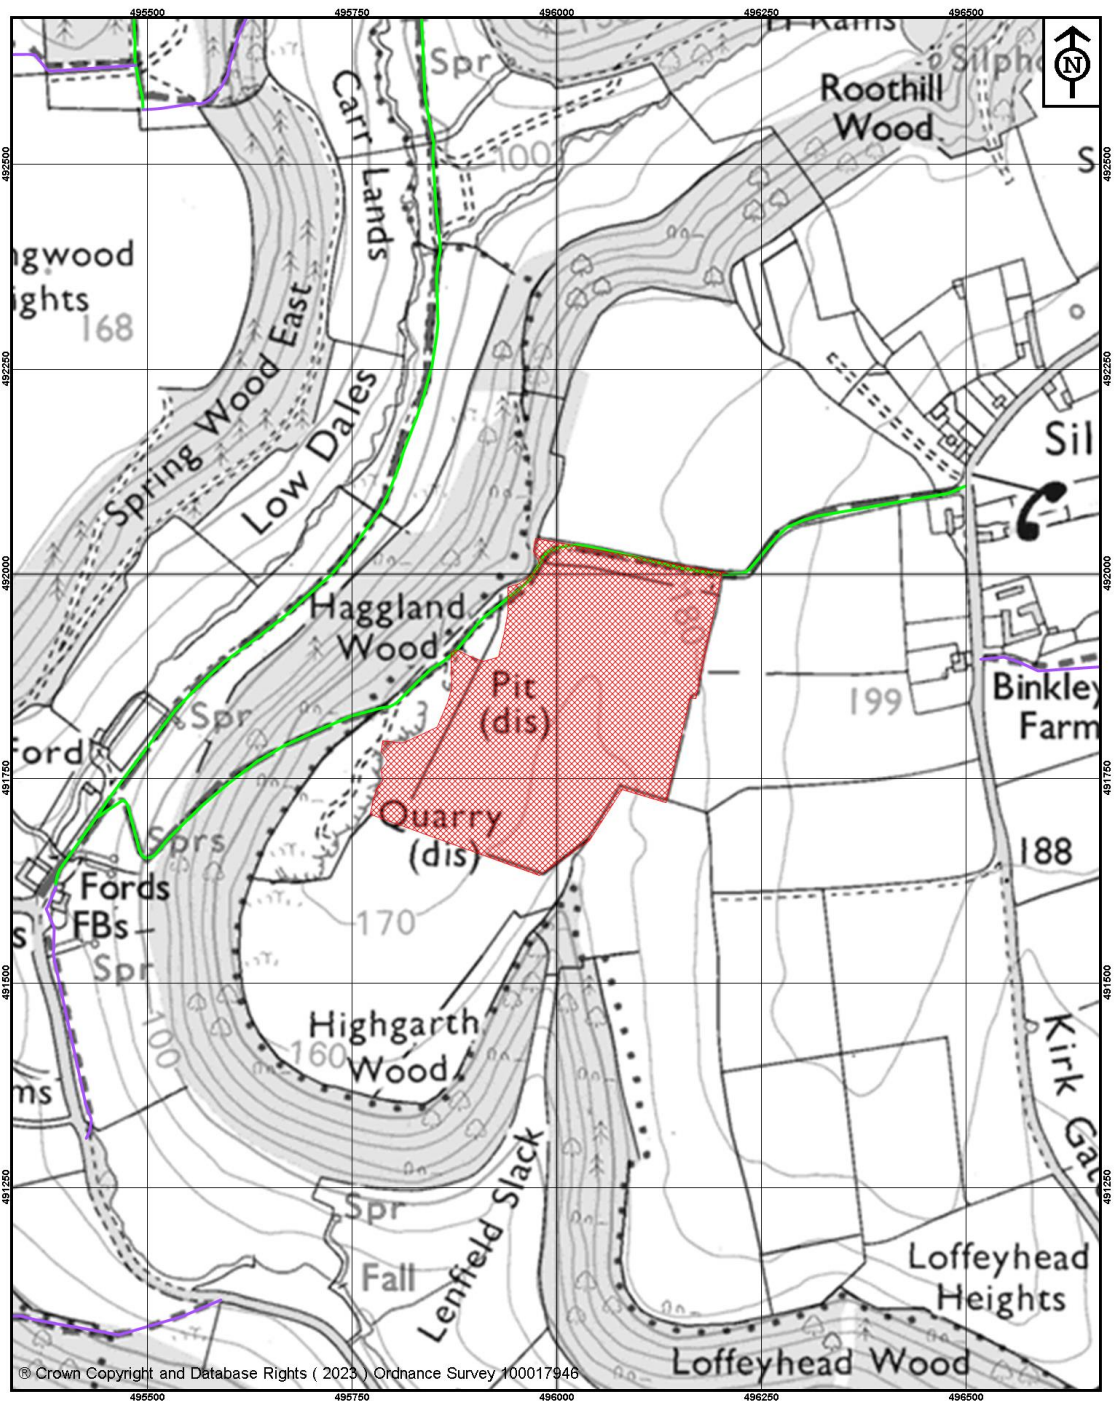 495500
495750
496000
496250
496500
N
Spr
Roothill
Wood
492500
492500
100
S
Carr Lands
ngwood
ights
168
492250
492250
Spring Wood East
Low Dales
Sil
492000
492000
Haggland
Wood
180
Pit
(dis)
199
Binkley
Farm
Spr
Ford
491750
491750
Quarry
(dis)
Sprs
188
Fords
FBs
s
Spr
170
491500
491500
Highgarth
Wood
160
100
Kirk
ms
491250
491250
Spr
Fall
Lenfield Slack
Loffeyhead
Heights
Loffeyhead Wood
® Crown Copyright and Database Rights ( 2023 ) Ordnance Survey 100017946
495500
495750
496000
496250
496500